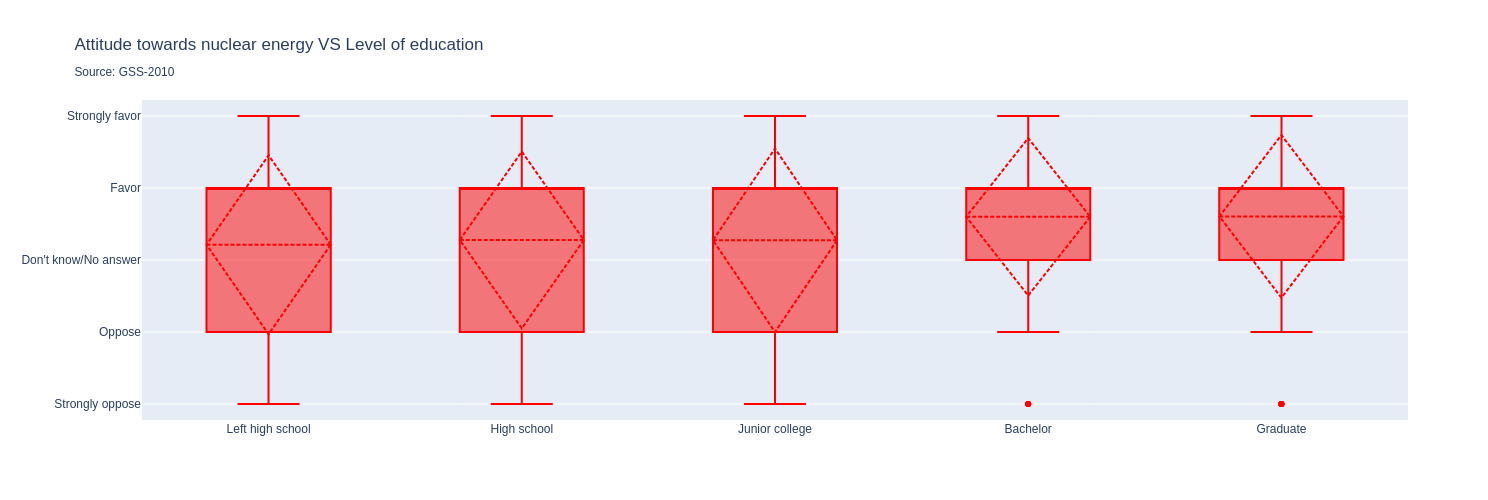 Attitude towards nuclear energy VS Level of education
Source: GSS-2010
Strongly favor
Favor
Don't know/No answer
Oppose
Strongly oppose
Left high school
High school
Junior college
Bachelor
Graduate